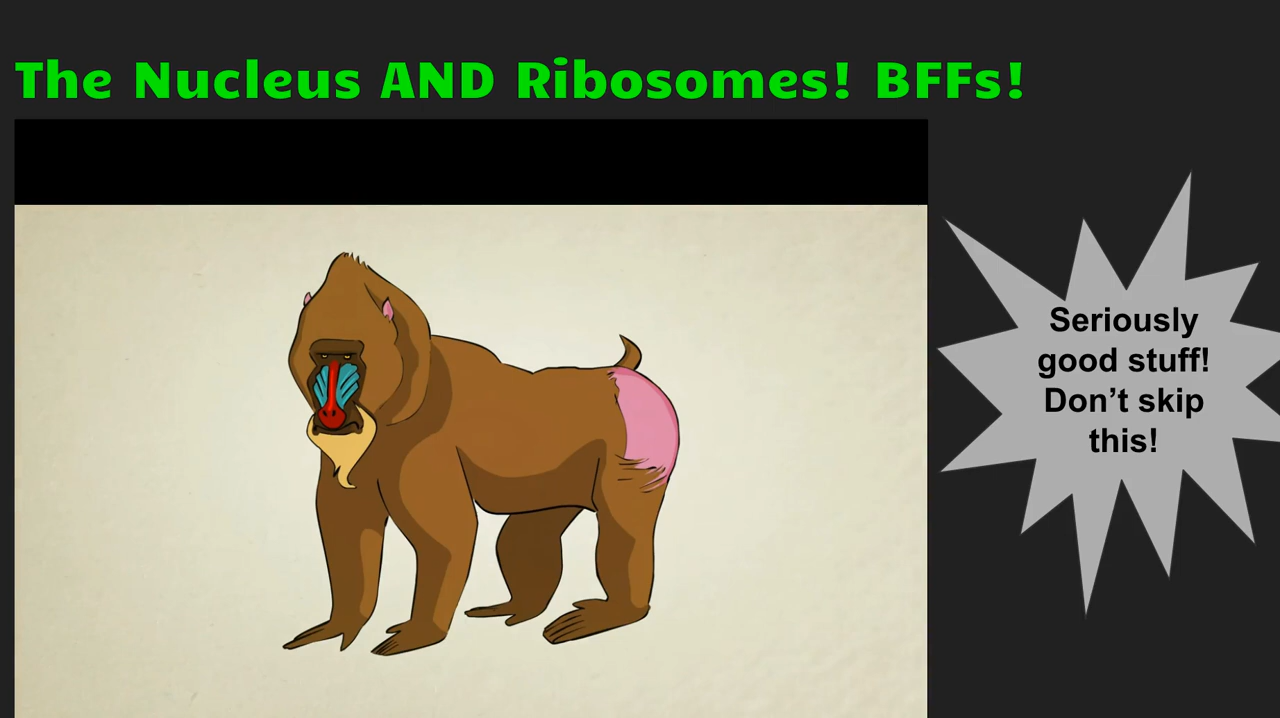 The Nucleus AND Ribosomes! BFFs!
Seriously
good stuff!
Don’t skip
this!